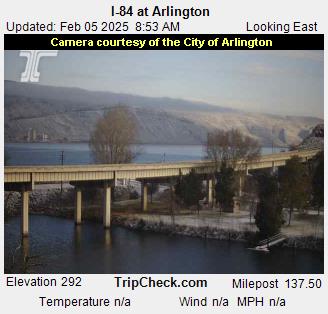 I-84 at Arlington
Updated: Feb 05 2025 8:53 AM Looking East
Camera courtesy of the City of Arlington
Elevation 292 TripCheck.com Milepost 137.50
Temperature n/a Wind n/a MPH n/a